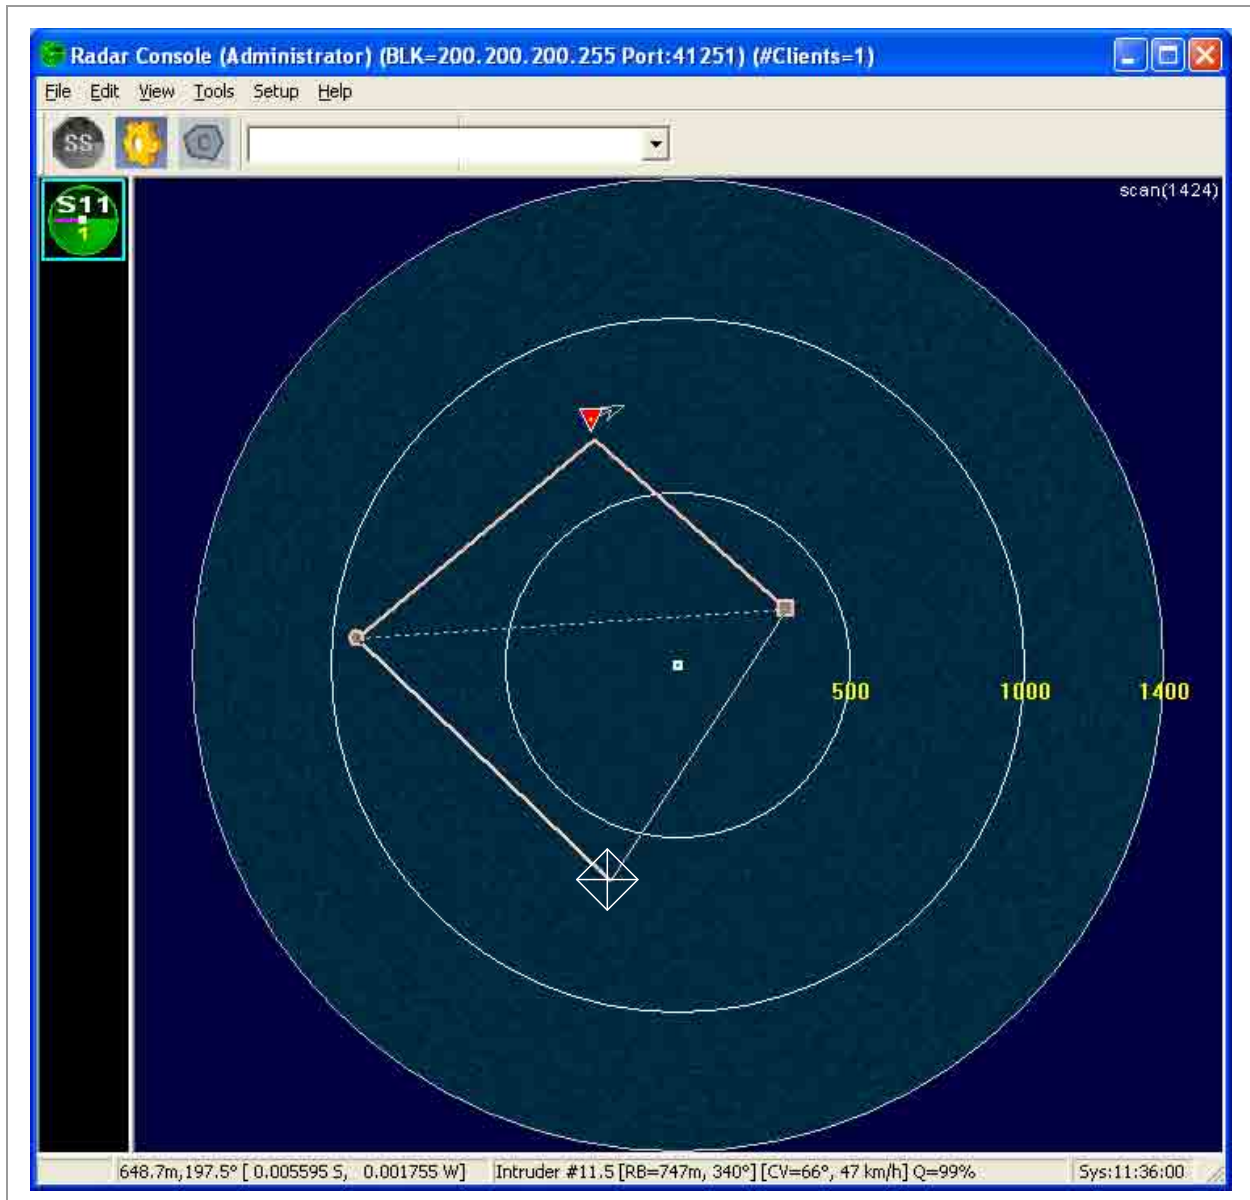 Radar Console (Administrator) (BLK=200.200.200.255 Port:41251) (#Clients=1)
File Edit View Tools Setup Help
SS C
scan(1424)
S11
1
500 1000 1400
648.7m,197.5° [ 0.005595 S, 0.001755 W] Intruder #11.5 [RB=747m, 340°] [CV=66°, 47 km/h] Q=99% Sys:11:36:00